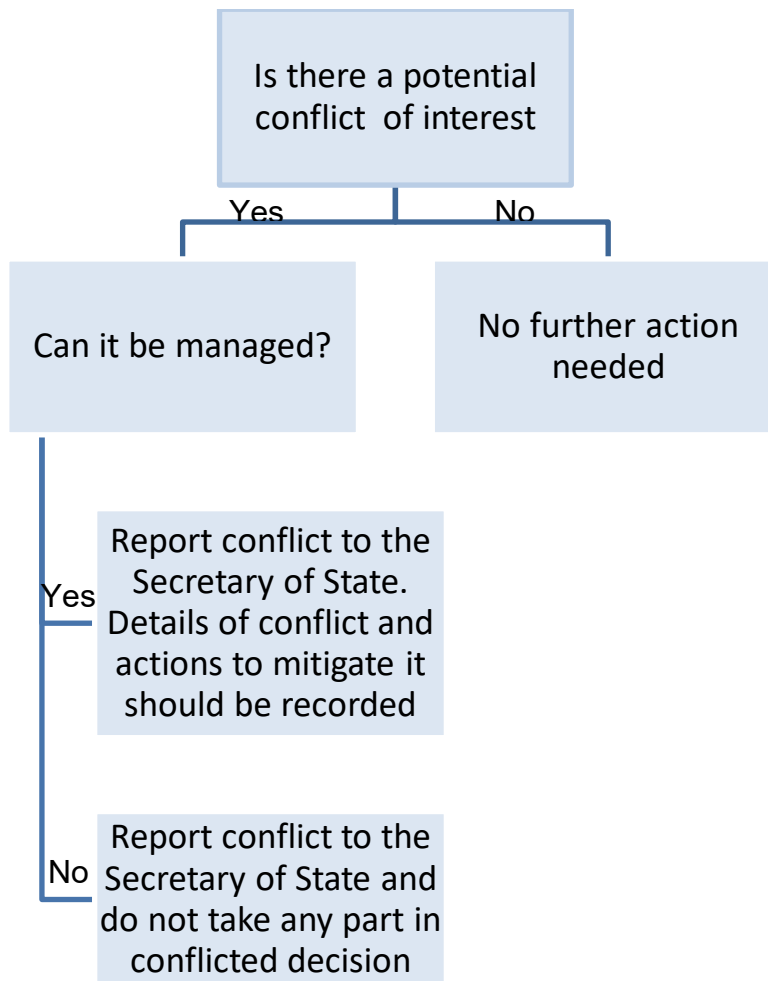 Is there a potential
conflict  of interest
Yes
No
Can it be managed?
No further action
needed
Yes
Report conflict to the
Secretary of State.
Details of conflict and
actions to mitigate it
should be recorded
No
Report conflict to the
Secretary of State and
do not take any part in
conflicted decision